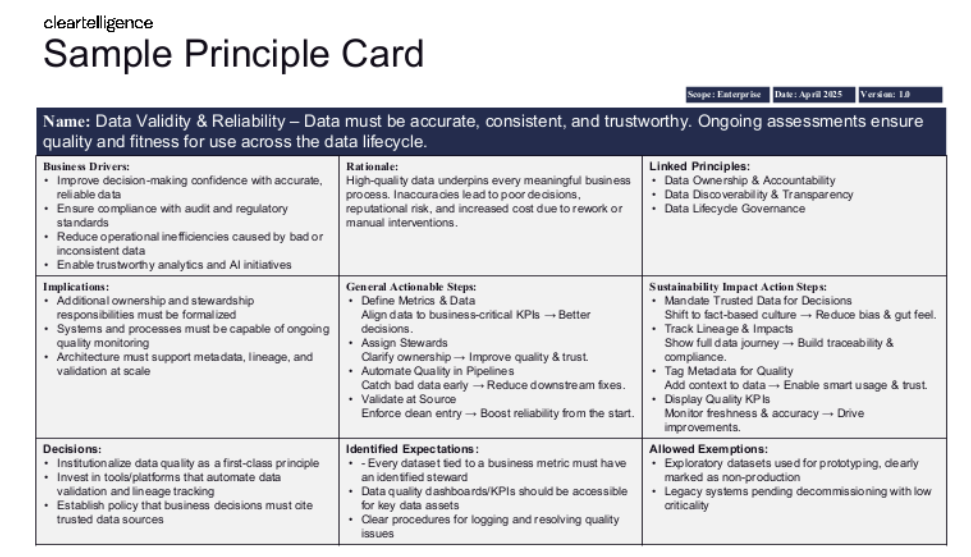 cleartelligence
Sample Principle Card
Scope: Enterprise
Date: April 2025
Version: 1.0
Name: Data Validity & Reliability – Data must be accurate, consistent, and trustworthy. Ongoing assessments ensure
quality and fitness for use across the data lifecycle.
Business Drivers:
• Improve decision-making confidence with accurate,
reliable data
• Ensure compliance with audit and regulatory
standards
• Reduce operational inefficiencies caused by bad or
inconsistent data
• Enable trustworthy analytics and AI initiatives
Rationale:
High-quality data underpins every meaningful business
process. Inaccuracies lead to poor decisions,
reputational risk, and increased cost due to rework or
manual interventions.
Linked Principles:
• Data Ownership & Accountability
• Data Discoverability & Transparency
• Data Lifecycle Governance
Implications:
• Additional ownership and stewardship
responsibilities must be formalized
• Systems and processes must be capable of ongoing
quality monitoring
• Architecture must support metadata, lineage, and
validation at scale
General Actionable Steps:
• Define Metrics & Data
Align data to business-critical KPIs → Better
decisions.
• Assign Stewards
Clarify ownership → Improve quality & trust.
• Automate Quality in Pipelines
Catch bad data early → Reduce downstream fixes.
• Validate at Source
Enforce clean entry → Boost reliability from the start.
Sustainability Impact Action Steps:
• Mandate Trusted Data for Decisions
Shift to fact-based culture → Reduce bias & gut feel.
• Track Lineage & Impacts
Show full data journey → Build traceability &
compliance.
• Tag Metadata for Quality
Add context to data → Enable smart usage & trust.
• Display Quality KPIs
Monitor freshness & accuracy → Drive
improvements.
Decisions:
• Institutionalize data quality as a first-class principle
• Invest in tools/platforms that automate data
validation and lineage tracking
• Establish policy that business decisions must cite
trusted data sources
Identified Expectations:
• - Every dataset tied to a business metric must have
an identified steward
• Data quality dashboards/KPIs should be accessible
for key data assets
• Clear procedures for logging and resolving quality
issues
Allowed Exemptions:
• Exploratory datasets used for prototyping, clearly
marked as non-production
• Legacy systems pending decommissioning with low
criticality